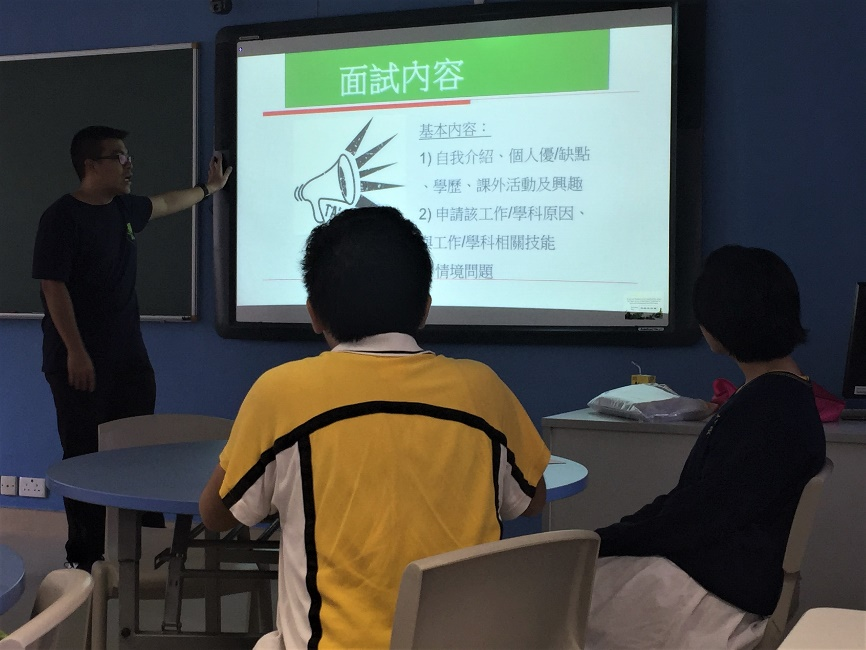 面試內容
基本內容：
1) 自我介紹、個人優/缺點
、學歷、課外活動及興趣
2) 申請該工作/學科原因、
與工作/學科相關技能
情境問題